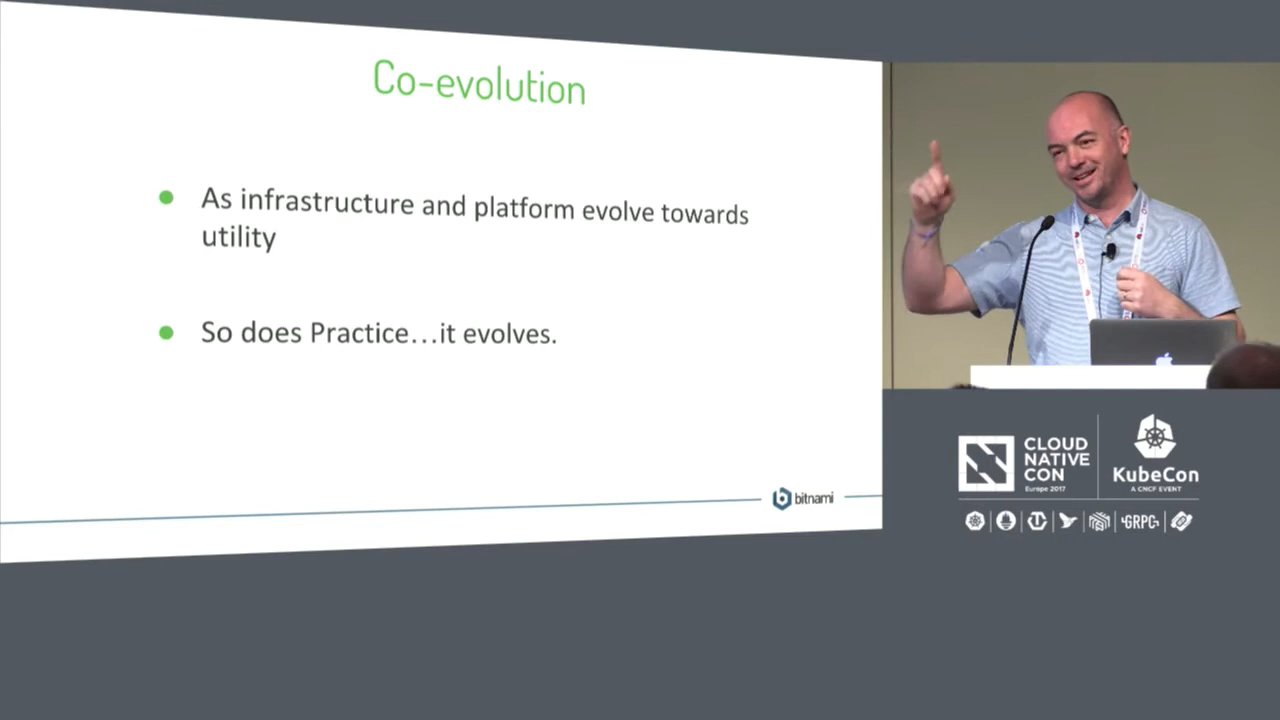 Co-evolution
As infrastructure and platform evolve towards
utility
So does Practice...it evolves.
bitnami
CLOUD
NATIVE
CON
Europe 2017
KubeCon
A CNCF EVENT
GRPC